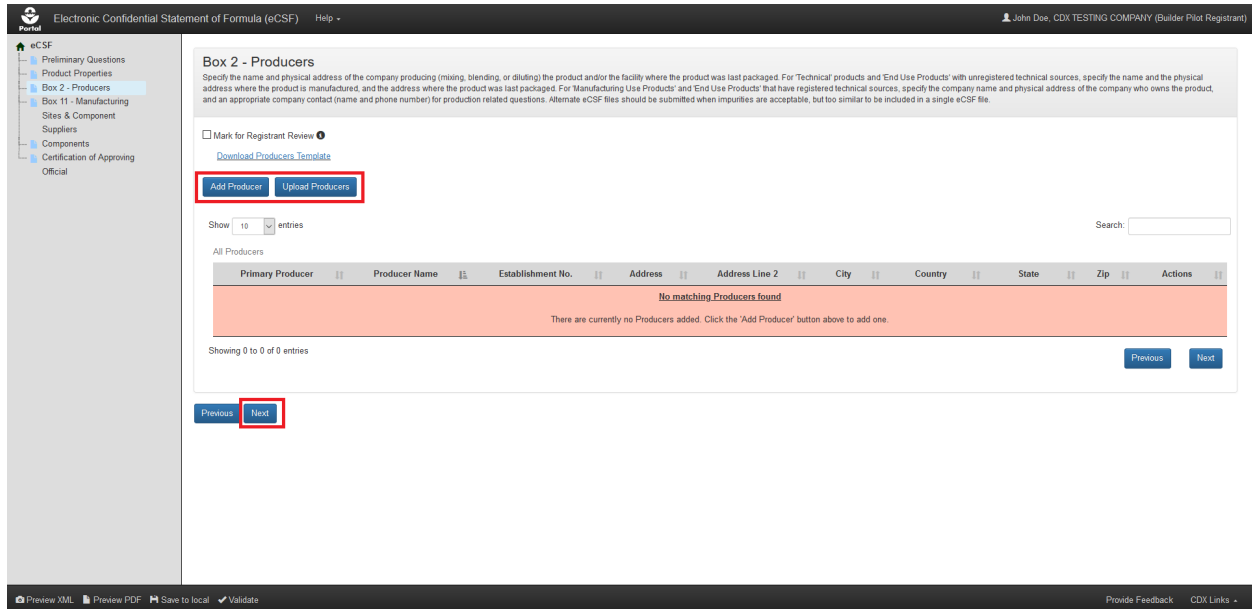 Portal
Electronic Confidential Statement of Formula (eCSF) Help
John Doe, CDX TESTING COMPANY (Builder Pilot Registrant)
eCSF
Preliminary Questions
Product Properties
Box 2 - Producers
Box 11 - Manufacturing
Sites & Component
Suppliers
Components
Certification of Approving
Official
Box 2 - Producers
Specify the name and physical address of the company producing (mixing, blending, or diluting) the product and/or the facility where the product was last packaged. For 'Technical' products and 'End Use Products' with unregistered technical sources, specify the name and the physical
address where the product is manufactured, and the address where the product was last packaged. For 'Manufacturing Use Products' and 'End Use Products' that have registered technical sources, specify the company name and physical address of the company who owns the product,
and an appropriate company contact (name and phone number) for production related questions. Alternate eCSF files should be submitted when impurities are acceptable, but too similar to be included in a single eCSF file.
Mark for Registrant Review
Download Producers Template
Add Producer Upload Producers
Show 10 entries Search:
All Producers
Primary Producer Producer Name Establishment No. Address Address Line 2 City Country State Zip Actions
No matching Producers found
There are currently no Producers added. Click the 'Add Producer' button above to add one.
Showing 0 to 0 of 0 entries Previous Next
Previous Next
Preview XML Preview PDF Save to local Validate Provide Feedback CDX Links